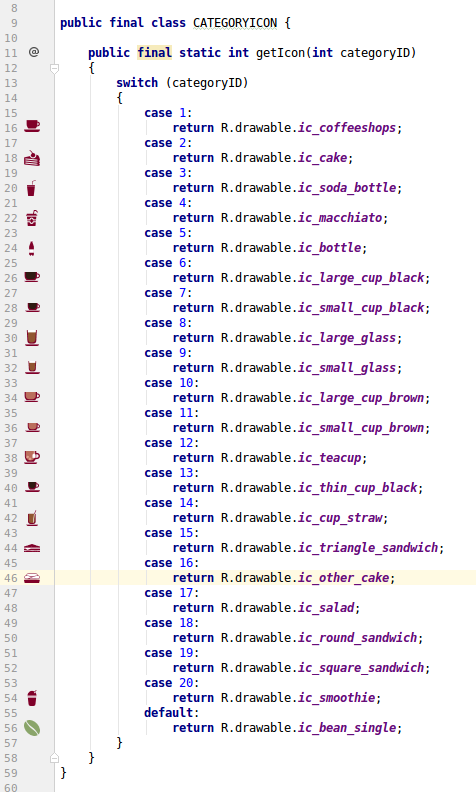 8
9 public final class CATEGORYICON {
10
11 @ public final static int getIcon(int categoryID)
12 {
13 switch (categoryID)
14 {
15 case 1:
16 return R.drawable.ic_coffeeshops;
17 case 2:
18 return R.drawable.ic_cake;
19 case 3:
20 return R.drawable.ic_soda_bottle;
21 case 4:
22 return R.drawable.ic_macchiato;
23 case 5:
24 return R.drawable.ic_bottle;
25 case 6:
26 return R.drawable.ic_large_cup_black;
27 case 7:
28 return R.drawable.ic_small_cup_black;
29 case 8:
30 return R.drawable.ic_large_glass;
31 case 9:
32 return R.drawable.ic_small_glass;
33 case 10:
34 return R.drawable.ic_large_cup_brown;
35 case 11:
36 return R.drawable.ic_small_cup_brown;
37 case 12:
38 return R.drawable.ic_teacup;
39 case 13:
40 return R.drawable.ic_thin_cup_black;
41 case 14:
42 return R.drawable.ic_cup_straw;
43 case 15:
44 return R.drawable.ic_triangle_sandwich;
45 case 16:
46 return R.drawable.ic_other_cake;
47 case 17:
48 return R.drawable.ic_salad;
49 case 18:
50 return R.drawable.ic_round_sandwich;
51 case 19:
52 return R.drawable.ic_square_sandwich;
53 case 20:
54 return R.drawable.ic_smoothie;
55 default:
56 return R.drawable.ic_bean_single;
57 }
58 }
59 }
60